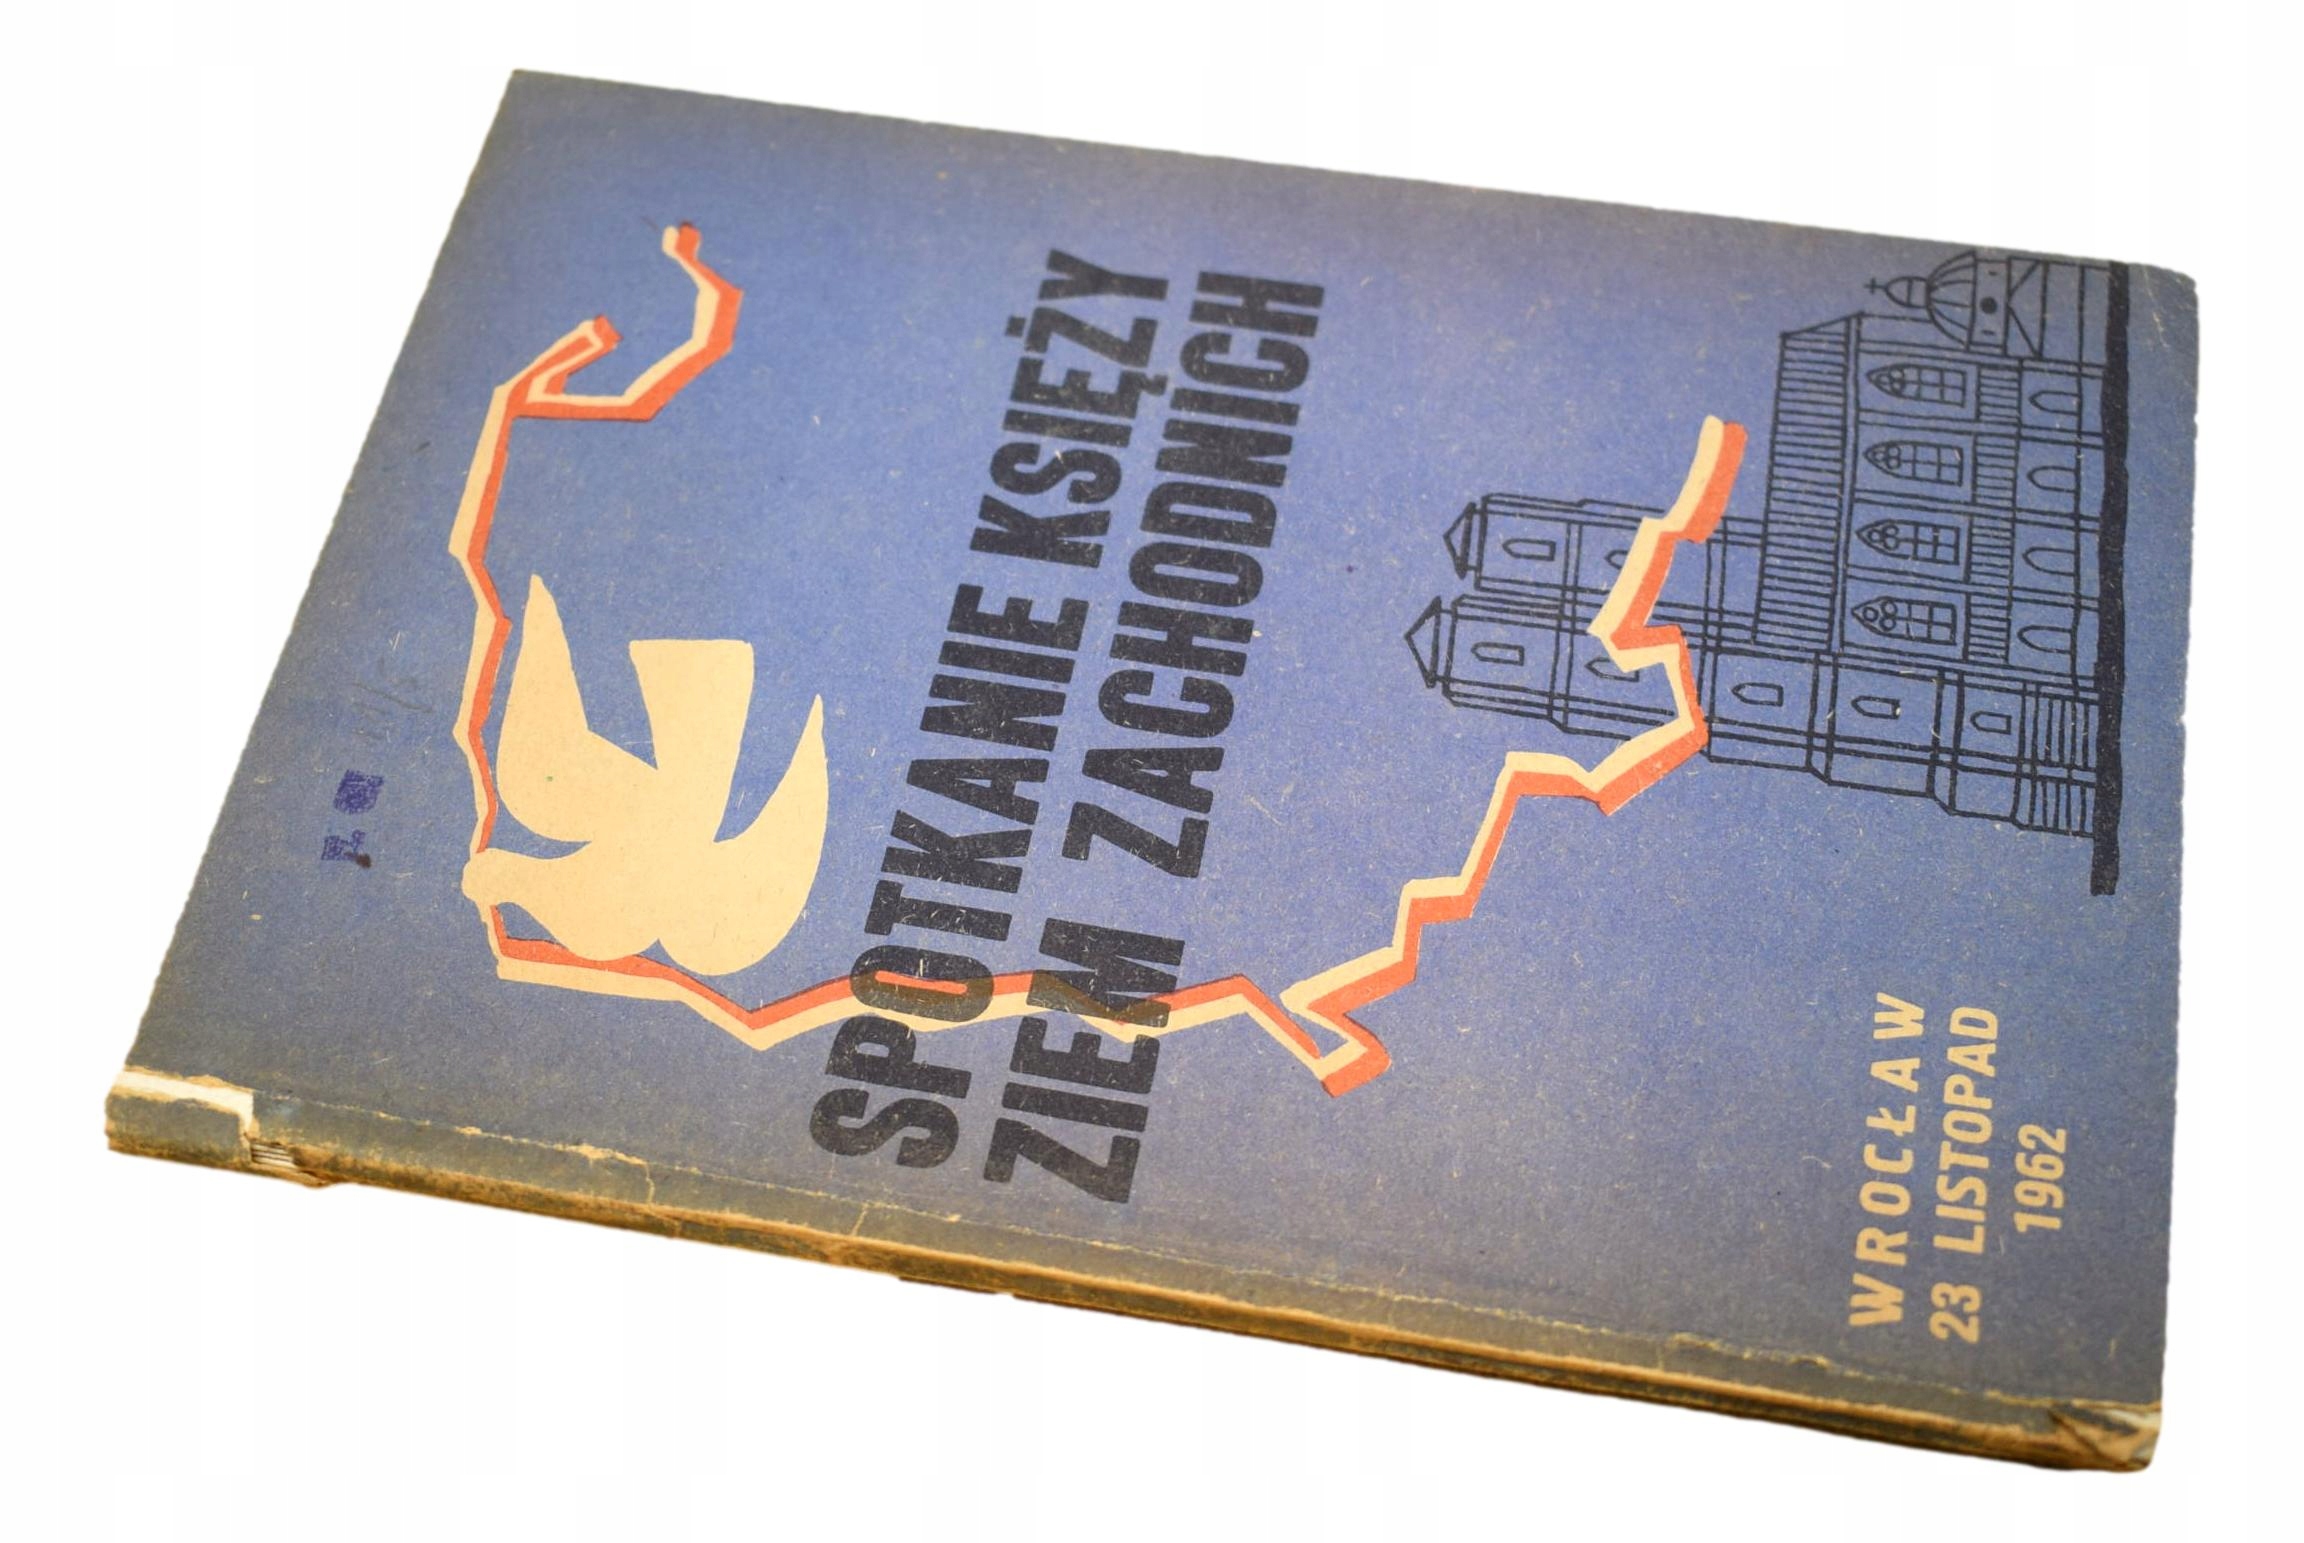 SPOTKANIE KSIĘŻY
ZIEM ZACHODNICH
WROCŁAW
23 LISTOPAD
1962